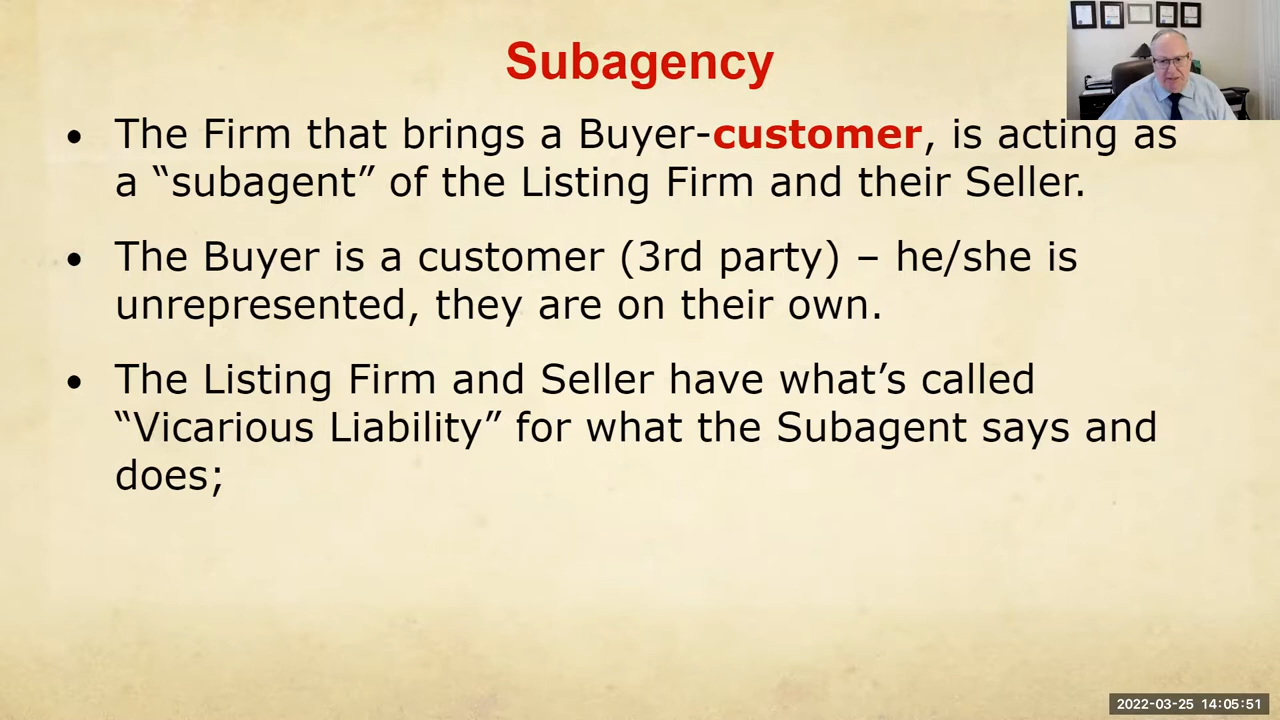 Subagency
• The Firm that brings a Buyer-customer, is acting as
a “subagent” of the Listing Firm and their Seller.
• The Buyer is a customer (3rd party) – he/she is
unrepresented, they are on their own.
• The Listing Firm and Seller have what’s called
“Vicarious Liability” for what the Subagent says and
does;
2022-03-25 14:05:51